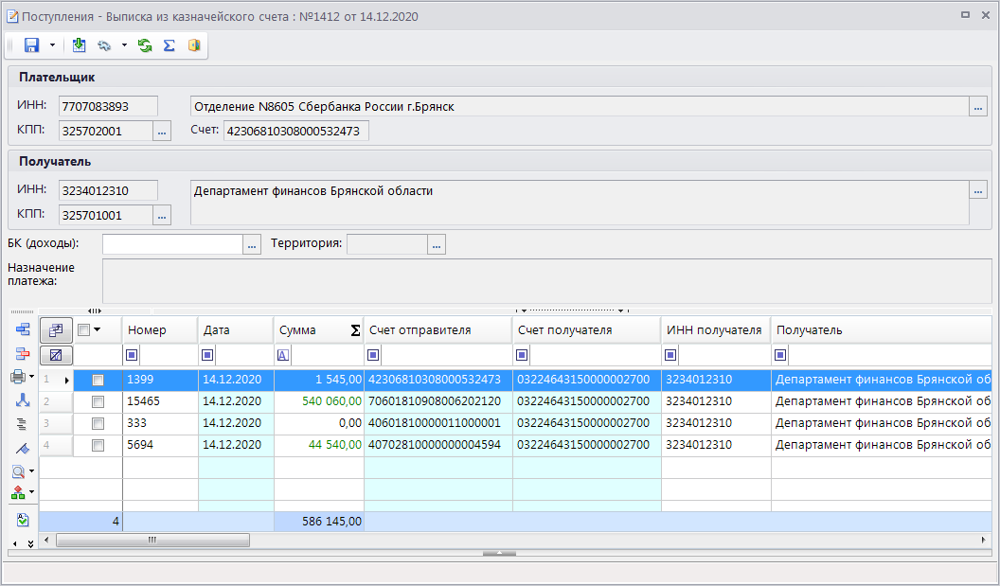 Поступления - Выписка из казначейского счета : №1412 от 14.12.2020
Плательщик
ИНН: 7707083893 Отделение N8605 Сбербанка России г.Брянск ...
КПП: 325702001 ... Счет: 42306810308000532473
Получатель
ИНН: 3234012310 Департамент финансов Брянской области ...
КПП: 325701001 ...
БК (доходы): ... Территория: ...
Назначение
платежа:
Номер Дата Сумма Σ Счет отправителя Счет получателя ИНН получателя Получатель
1 1399 14.12.2020 1 545,00 42306810308000532473 03224643150000002700 3234012310 Департамент финансов Брянской об
2 15465 14.12.2020 540 060,00 70601810908006202120 03224643150000002700 3234012310 Департамент финансов Брянской об
3 333 14.12.2020 0,00 40601810000011000001 03224643150000002700 3234012310 Департамент финансов Брянской об
4 5694 14.12.2020 44 540,00 40702810000000004594 03224643150000002700 3234012310 Департамент финансов Брянской об
4 586 145,00